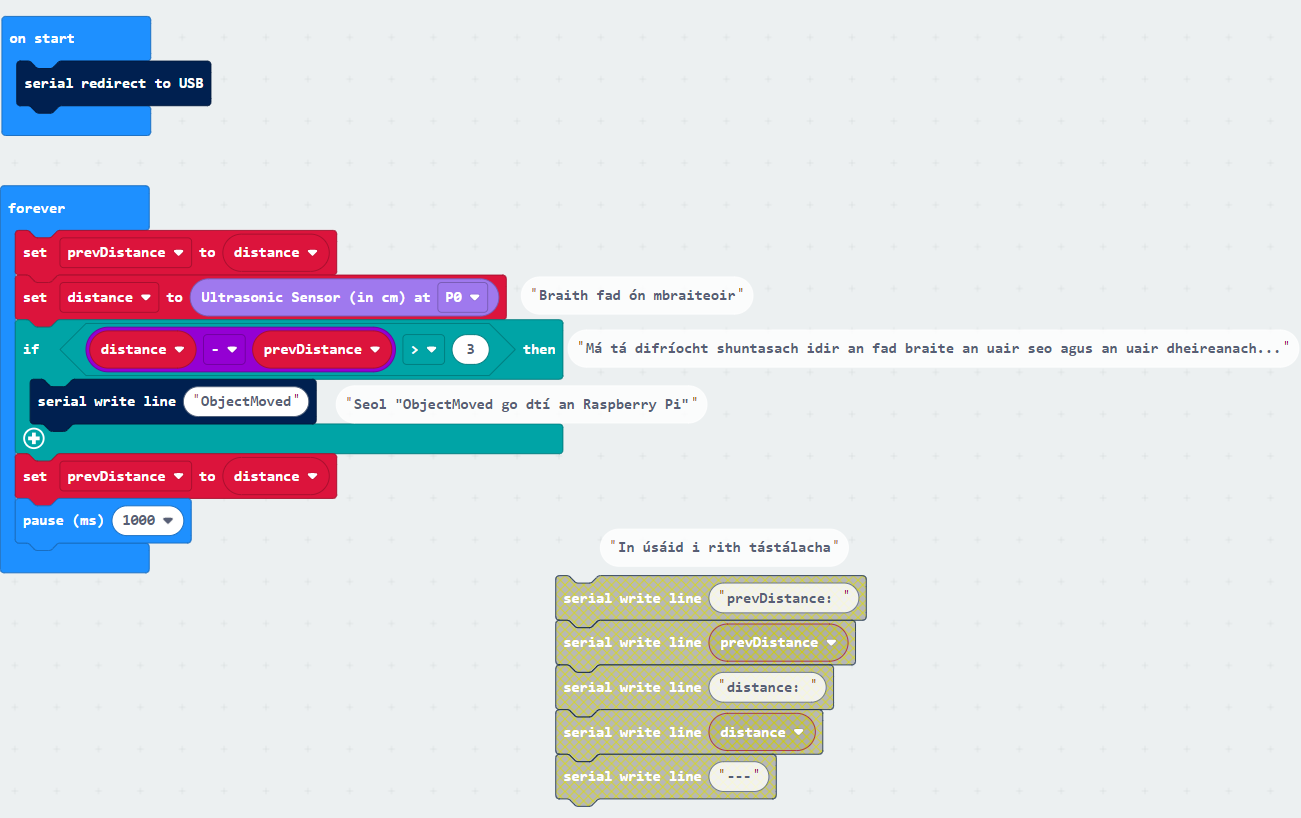 on start
serial redirect to USB
forever
set prevDistance to distance
set distance to Ultrasonic Sensor (in cm) at P0 "Braith fad ón mbraiteoir"
if distance - prevDistance > 3 then "Má tá difríocht shuntasach idir an fad braite an uair seo agus an uair dheireanach..."
serial write line "ObjectMoved" "Seol "ObjectMoved go dtí an Raspberry Pi""
set prevDistance to distance
pause (ms) 1000
"In úsáid i rith tástálacha"
serial write line "prevDistance: "
serial write line prevDistance
serial write line "distance: "
serial write line distance
serial write line "---"